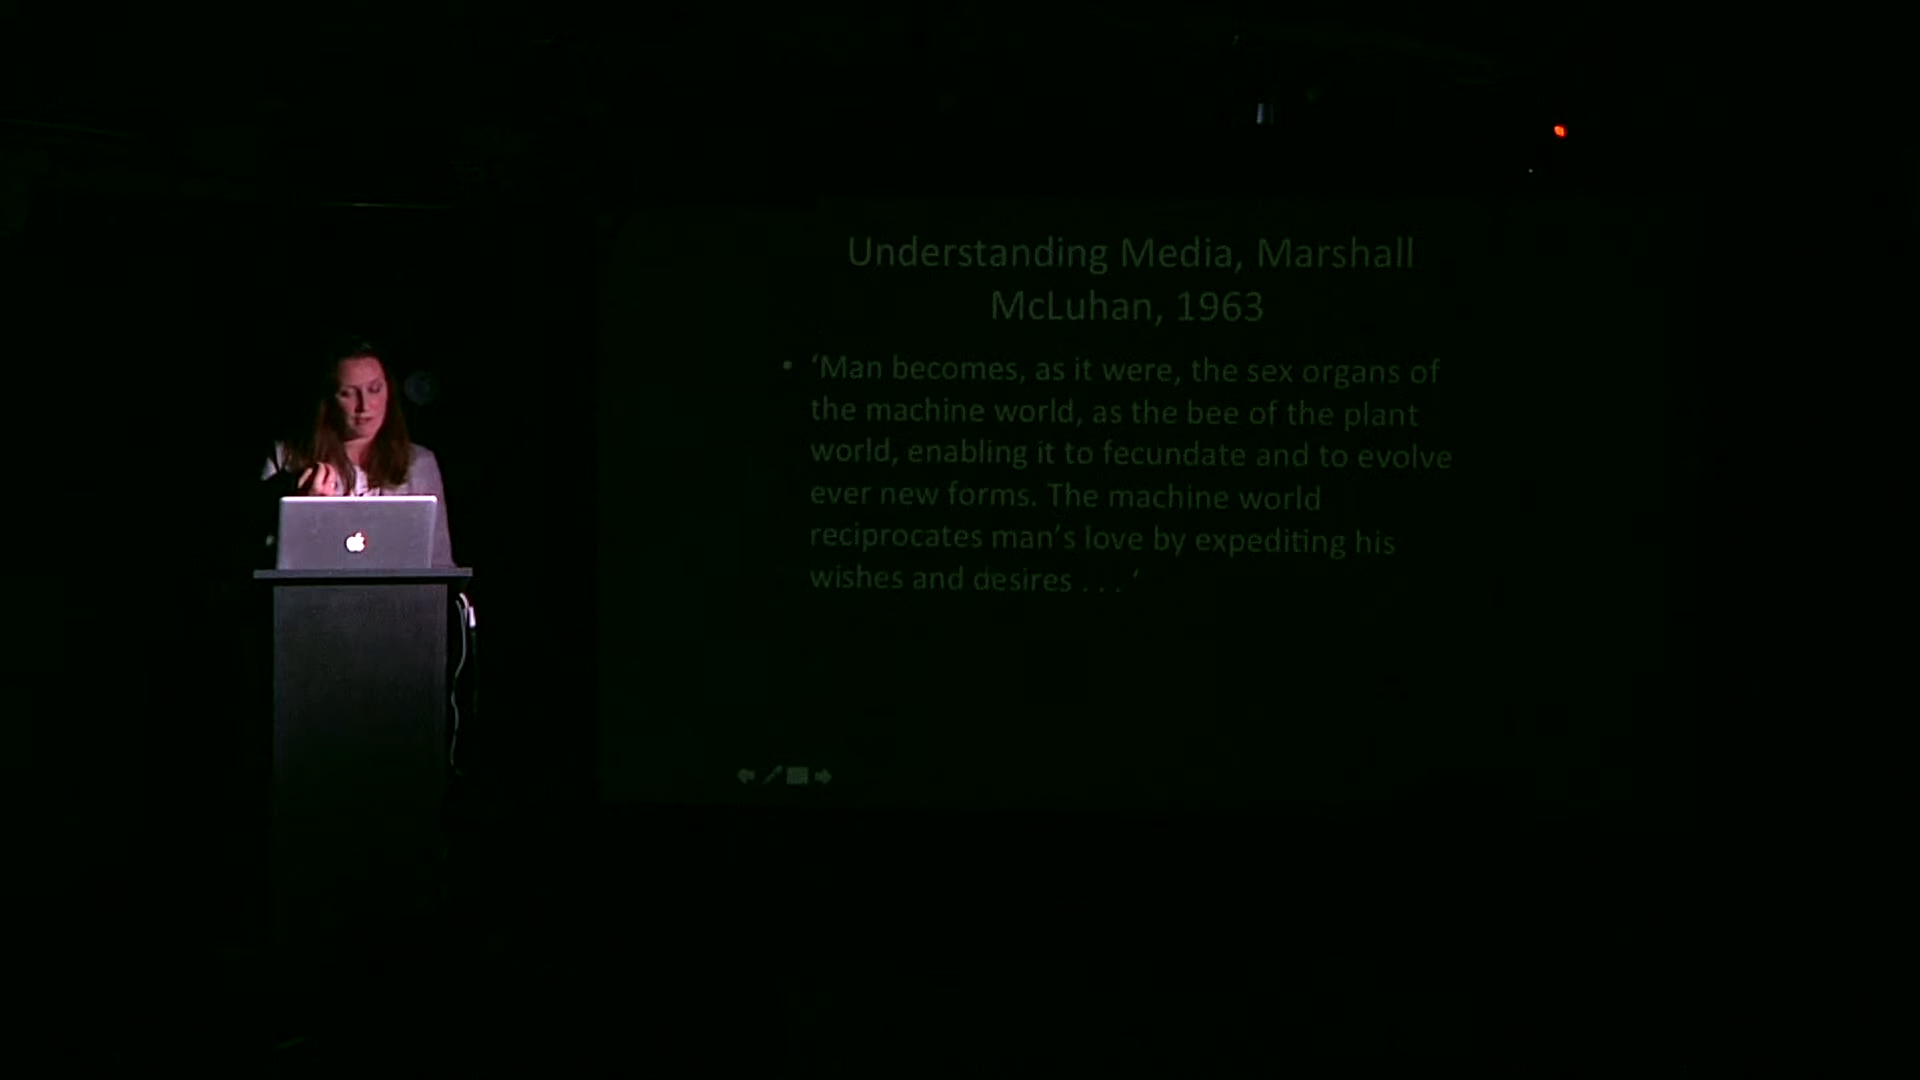 Understanding Media, Marshall
McLuhan, 1963
• ‘Man becomes, as it were, the sex organs of
the machine world, as the bee of the plant
world, enabling it to fecundate and to evolve
ever new forms. The machine world
reciprocates man’s love by expediting his
wishes and desires . . . ‘